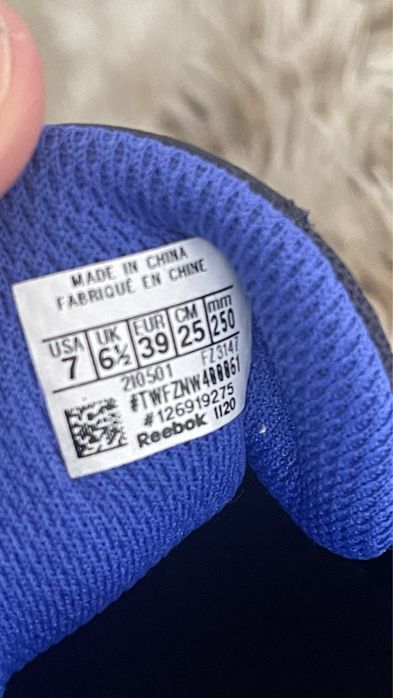 MADE IN CHINA
FABRIQUÉ EN CHINE
USA UK EUR CM mm
7 6½ 39 25 250
210501 FZ3147
#126919275
Reebok 1120